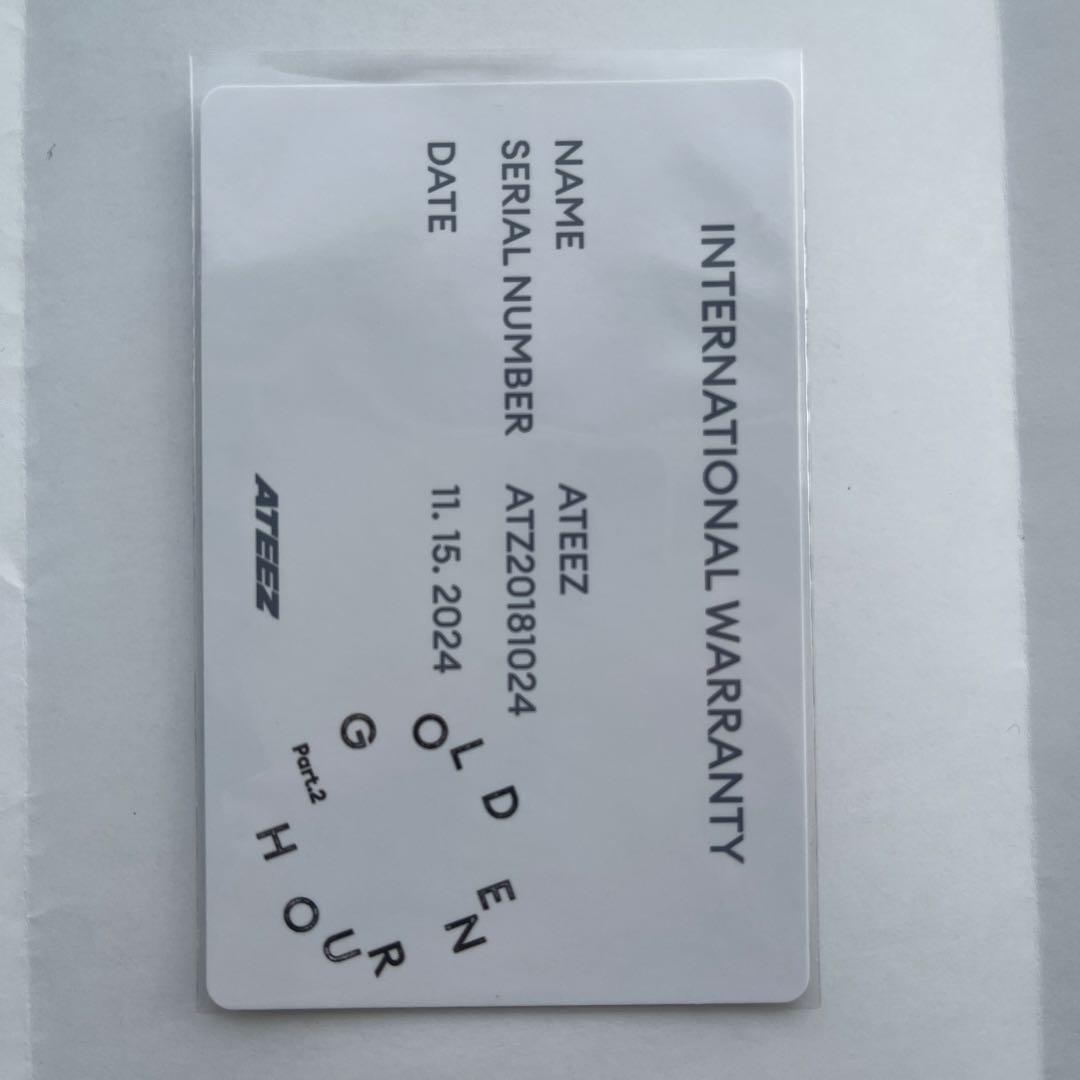 INTERNATIONAL WARRANTY
NAME ATEEZ
SERIAL NUMBER ATZ20181024
DATE 11. 15. 2024
GOLDEN
HOUR
Part.2
ATEEZ